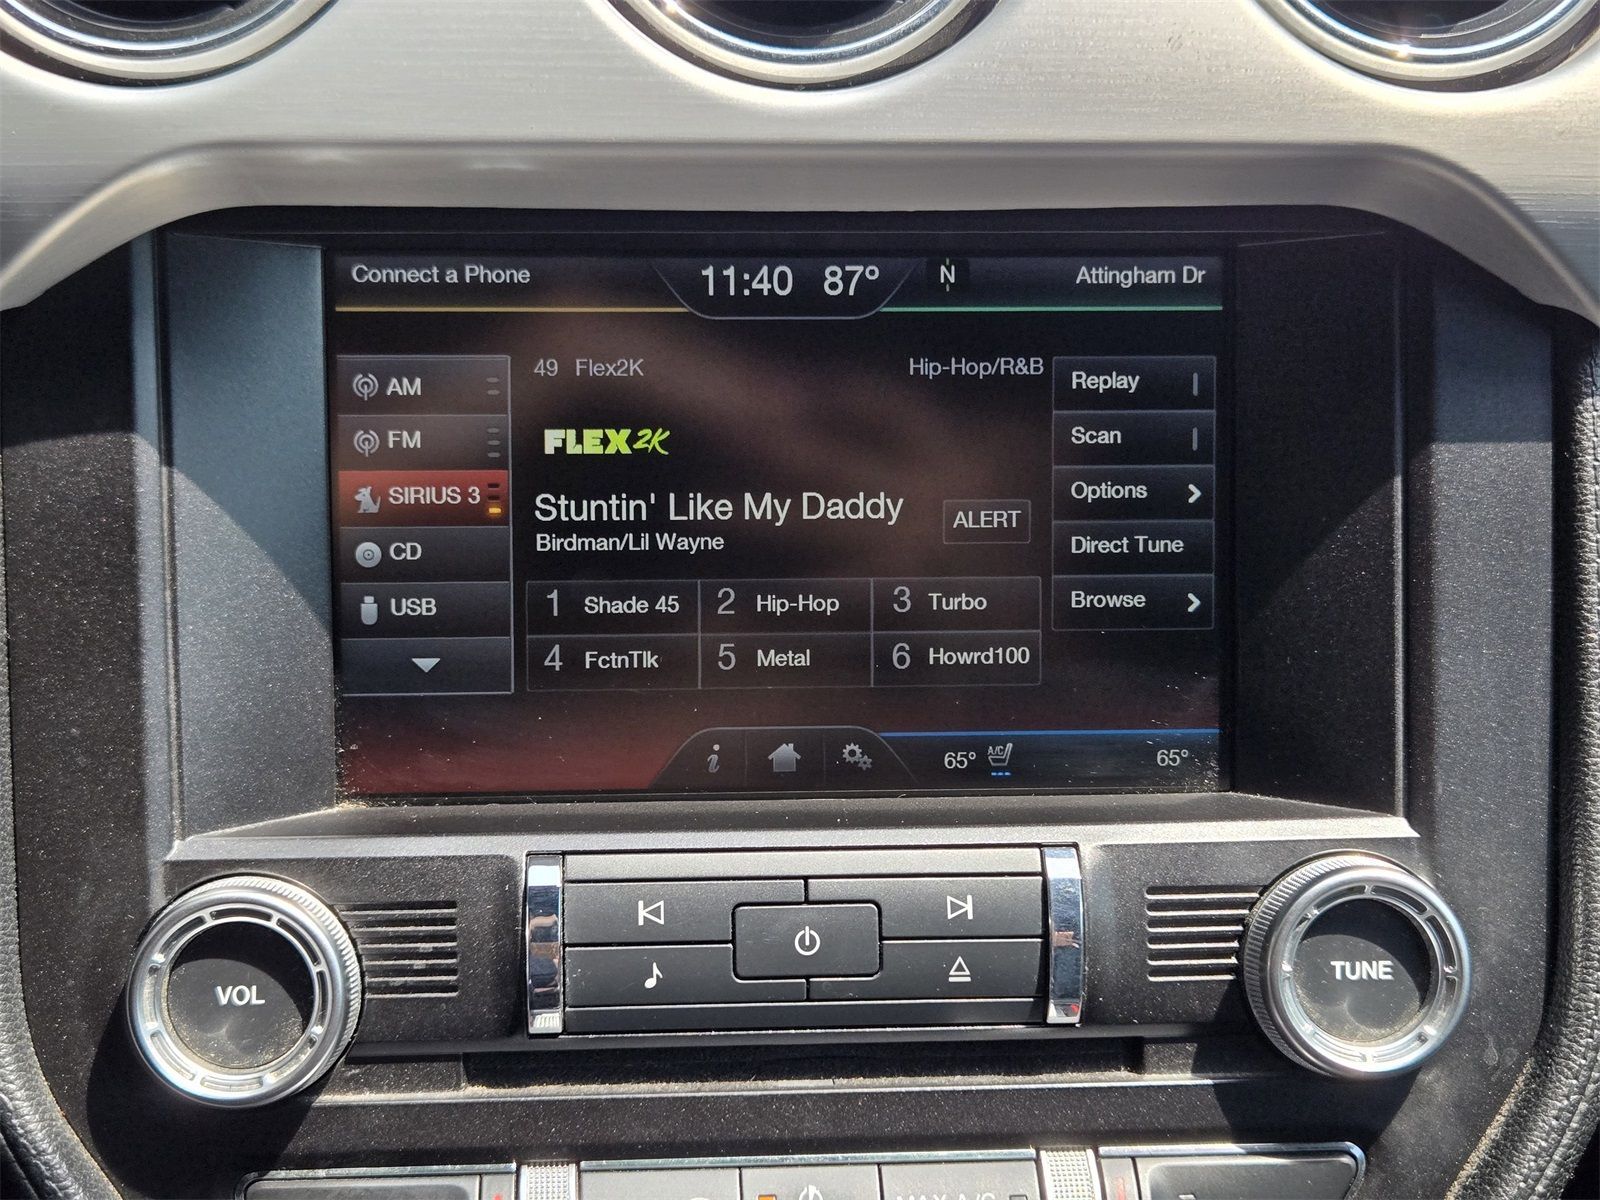 Connect a Phone
11:40 87°
N
Attingham Dr
AM
FM
SIRIUS 3
CD
USB
49 Flex2K
Hip-Hop/R&B
FLEX2K
Stuntin' Like My Daddy
Birdman/Lil Wayne
ALERT
1 Shade 45
2 Hip-Hop
3 Turbo
4 FctnTlk
5 Metal
6 Howrd100
Replay
Scan
Options
Direct Tune
Browse
i
65°
A/C
65°
VOL
TUNE
MAX A/C